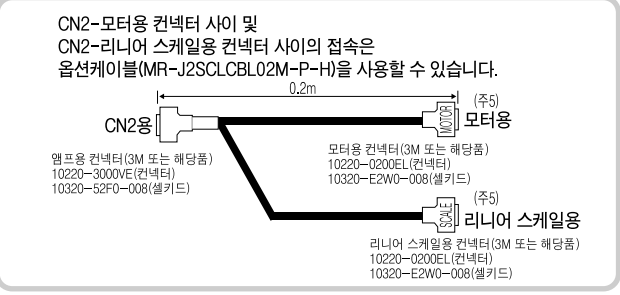 CN2-모터용 컨넥터 사이 및
CN2-리니어 스케일용 컨넥터 사이의 접속은
옵션케이블(MR-J2SCLCBL02M-P-H)을 사용할 수 있습니다.
0.2m
CN2용
앰프용 컨넥터(3M 또는 해당품)
10220-3000VE(컨넥터)
10320-52F0-008(셀키드)
MOTOR
(주5)
모터용
모터용 컨넥터(3M 또는 해당품)
10220-0200EL(컨넥터)
10320-E2W0-008(셀키드)
SCALE
(주5)
리니어 스케일용
리니어 스케일용 컨넥터(3M 또는 해당품)
10220-0200EL(컨넥터)
10320-E2W0-008(셀키드)